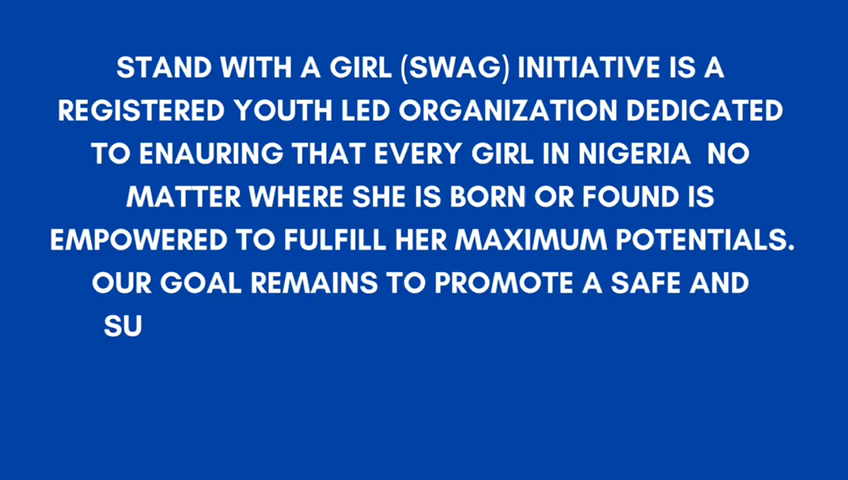 STAND WITH A GIRL (SWAG) INITIATIVE IS A
REGISTERED YOUTH LED ORGANIZATION DEDICATED
TO ENAURING THAT EVERY GIRL IN NIGERIA  NO
MATTER WHERE SHE IS BORN OR FOUND IS
EMPOWERED TO FULFILL HER MAXIMUM POTENTIALS.
OUR GOAL REMAINS TO PROMOTE A SAFE AND
SU